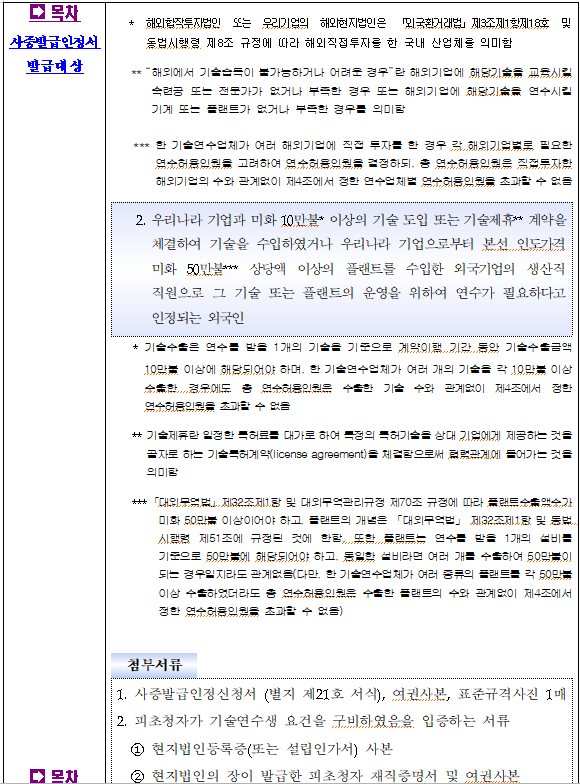 목차
사증발급인정서
발급대상
* 해외합작투자법인 또는 우리기업의 해외현지법인은 「외국환거래법」제3조제1항제18호 및
동법시행령 제8조 규정에 따라 해외직접투자를 한 국내 산업체을 의미함
** "해외에서 기술습득이 불가능하거나 어려운 경우"란 해외기업에 해당기술을 교육시킬
숙련공 또는 전문가가 없거나 부족한 경우 또는 해외기업에 해당기술을 연수시킬
기계 또는 플랜트가 없거나 부족한 경우를 의미함
*** 한 기술연수업체가 여러 해외기업에 직접 투자를 한 경우 각 해외기업별로 필요한
연수허용인원을 고려하여 연수허용인원을 결정하되, 총 연수허용인원은 직접투자한
해외기업의 수와 관계없이 제4조에서 정한 연수업체별 연수허용인원을 초과할 수 없음
2. 우리나라 기업과 미화 10만불* 이상의 기술 도입 또는 기술제휴** 계약을
체결하여 기술을 수입하였거나 우리나라 기업으로부터 본선 인도가격
미화 50만불*** 상당액 이상의 플랜트를 수입한 외국기업의 생산직
직원으로 그 기술 또는 플랜트의 운영을 위하여 연수가 필요하다고
인정되는 외국인
* 기술수출은 연수를 받을 1개의 기술을 기준으로 계약이행 기간 동안 기술수출금액
10만불 이상에 해당되어야 하며, 한 기술연수업체가 여러 개의 기술을 각 10만불 이상
수출한 경우에도 총 연수허용인원은 수출한 기술 수와 관계없이 제4조에서 정한
연수허용인원을 초과할 수 없음
** 기술제휴란 일정한 특허료를 대가로 하여 특정의 특허기술을 상대 기업에게 제공하는 것을
골자로 하는 기술특허계약(license agreement)을 체결함으로써 협력관계에 들어가는 것을
의미함
*** 「대외무역법」제32조제1항 및 대외무역관리규정 제70조 규정에 따라 플랜트수출액수가
미화 50만불 이상이어야 하고, 플랜트의 개념은 「대외무역법」 제32조제1항 및 동법
시행령 제51조에 규정된 것에 한함. 또한 플랜트는 연수를 받을 1개의 설비를
기준으로 50만불에 해당되어야 하고, 동일한 설비라면 여러 개를 수출하여 50만불이
되는 경우일지라도 관계없음(다만, 한 기술연수업체가 여러 종류의 플랜트를 각 50만불
이상 수출하였더라도 총 연수허용인원은 수출한 플랜트의 수와 관계없이 제4조에서
정한 연수허용인원을 초과할 수 없음)
첨부서류
1. 사증발급인정신청서 (별지 제21호 서식), 여권사본, 표준규격사진 1매
2. 피초청자가 기술연수생 요건을 구비하였음을 입증하는 서류
① 현지법인등록증(또는 설립인가서) 사본
② 현지법인의 장이 발급한 피초청자 재직증명서 및 여권사본
목차